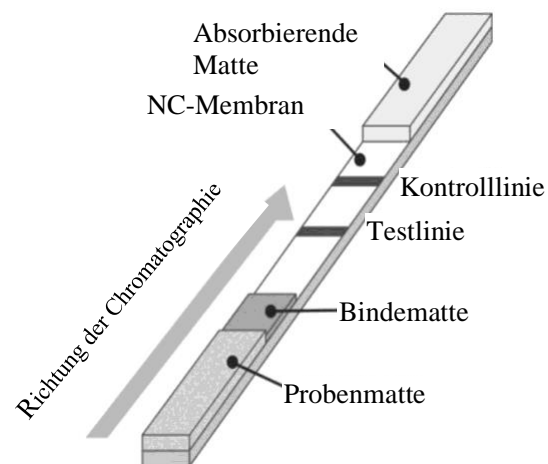 Absorbierende
Matte
NC-Membran
Kontrolllinie
Testlinie
Bindematte
Probenmatte
Richtung der Chromatographie